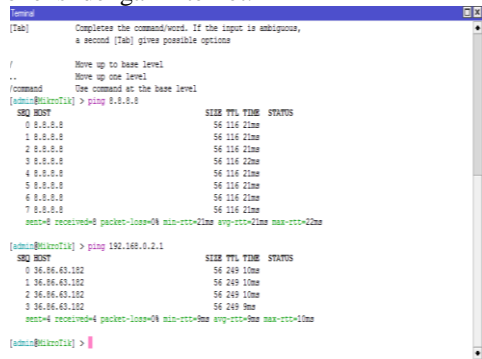 Terminal
[Tab] Completes the command/word. If the input is ambiguous,
a second [Tab] gives possible options
/ Move up to base level
.. Move up one level
/command Use command at the base level
[admin@MikroTik] > ping 8.8.8.8
SEQ HOST SIZE TTL TIME STATUS
0 8.8.8.8 56 116 21ms
1 8.8.8.8 56 116 21ms
2 8.8.8.8 56 116 21ms
3 8.8.8.8 56 116 22ms
4 8.8.8.8 56 116 21ms
5 8.8.8.8 56 116 21ms
6 8.8.8.8 56 116 21ms
7 8.8.8.8 56 116 21ms
sent=8 received=8 packet-loss=0% min-rtt=21ms avg-rtt=21ms max-rtt=22ms
[admin@MikroTik] > ping 192.168.0.2.1
SEQ HOST SIZE TTL TIME STATUS
0 36.86.63.182 56 249 10ms
1 36.86.63.182 56 249 10ms
2 36.86.63.182 56 249 10ms
3 36.86.63.182 56 249 9ms
sent=4 received=4 packet-loss=0% min-rtt=9ms avg-rtt=9ms max-rtt=10ms
[admin@MikroTik] >